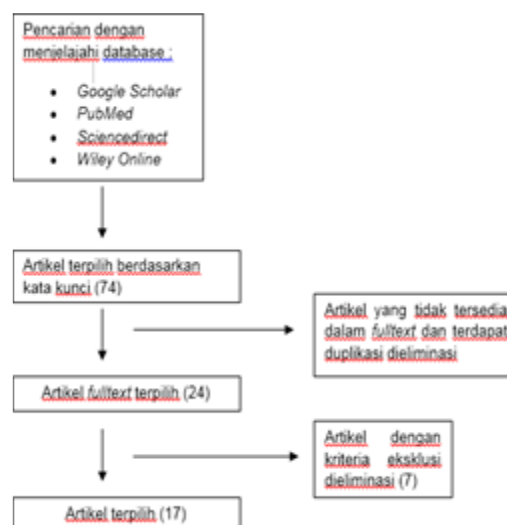 Pencarian dengan
menjelajahi database :
• Google Scholar
• PubMed
• Sciencedirect
• Wiley Online
Artikel terpilih berdasarkan
kata kunci (74)
Artikel yang tidak tersedia
dalam fulltext dan terdapat
duplikasi dieliminasi
Artikel fulltext terpilih (24)
Artikel dengan
kriteria eksklusi
dieliminasi (7)
Artikel terpilih (17)